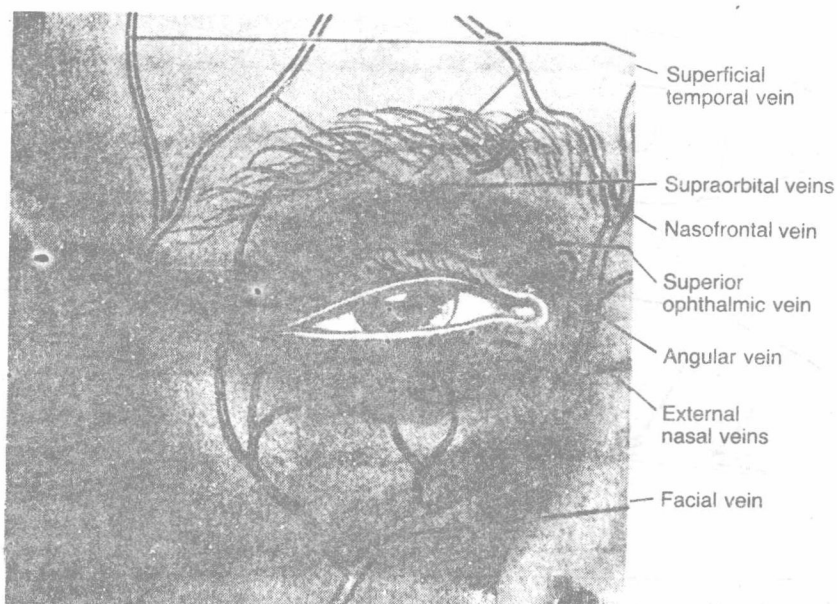 Superficial
temporal vein
Supraorbital veins
Nasofrontal vein
Superior
ophthalmic vein
Angular vein
External
nasal veins
Facial vein